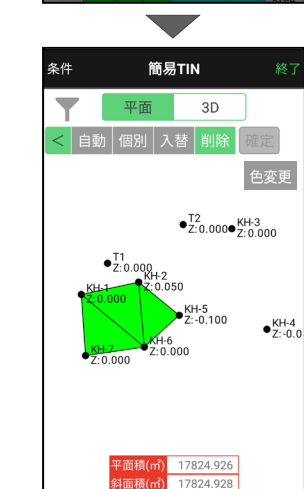 条件 簡易TIN 終了
平面 3D
< 自動 個別 入替 削除 確定
色変更
T2
Z:0.000
KH-3
Z:0.000
T1
Z:0.000
KH-2
Z:0.050
KH-1
Z:0.000
KH-5
Z:-0.100
KH-4
Z:-0.0
KH-6
Z:0.000
KH-7
Z:0.000
平面積(㎡) 17824.926
斜面積(㎡) 17824.928